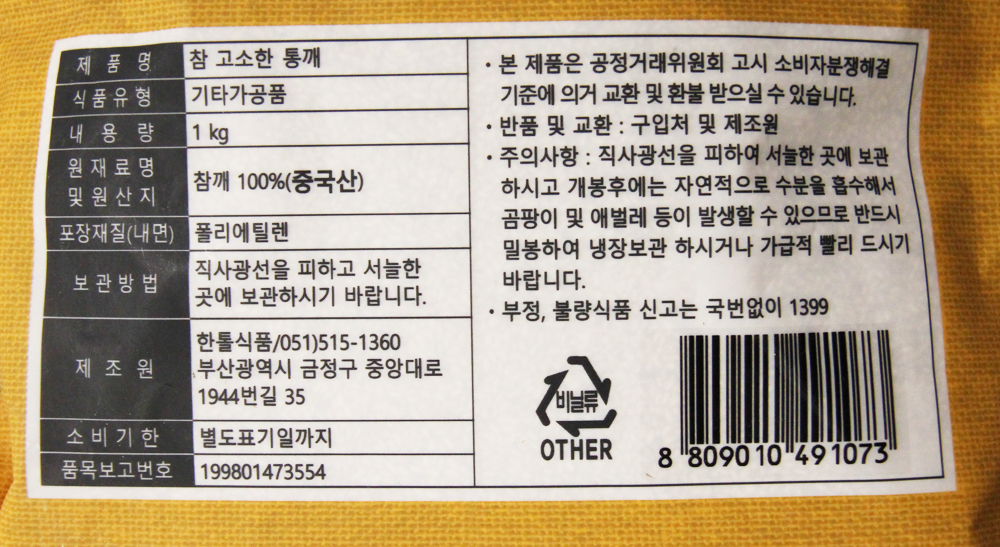 제 품 명 참 고소한 통깨
식품유형 기타가공품
내 용 량 1 kg
원재료명
및원산지
참깨 100%(중국산)
포장재질(내면) 폴리에틸렌
보관방법
직사광선을 피하고 서늘한
곳에 보관하시기 바랍니다.
제 조 원
한톨식품/051)515-1360
부산광역시 금정구 중앙대로
1944번길 35
소비기한 별도표기일까지
품목보고번호 199801473554
· 본 제품은 공정거래위원회 고시 소비자분쟁해결
기준에 의거 교환 및 환불 받으실 수 있습니다.
· 반품 및 교환 : 구입처 및 제조원
· 주의사항 : 직사광선을 피하여 서늘한 곳에 보관
하시고 개봉후에는 자연적으로 수분을 흡수해서
곰팡이 및 애벌레 등이 발생할 수 있으므로 반드시
밀봉하여 냉장보관 하시거나 가급적 빨리 드시기
바랍니다.
· 부정, 불량식품 신고는 국번없이 1399
비닐류
OTHER
8 809010 491073